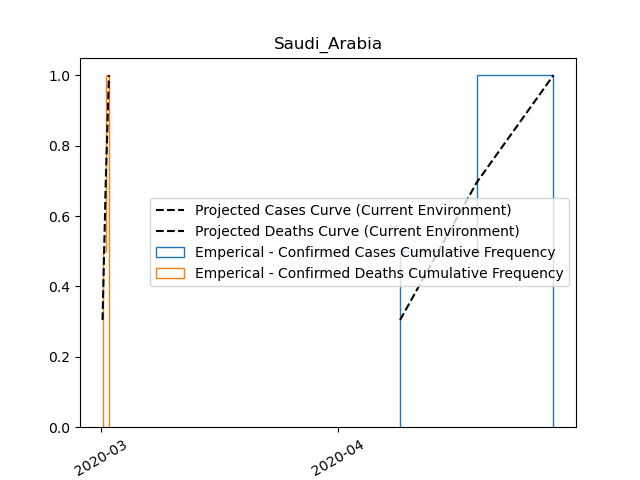 Saudi_Arabia
1.0
0.8
0.6
0.4
0.2
0.0
Projected Cases Curve (Current Environment)
Projected Deaths Curve (Current Environment)
Emperical - Confirmed Cases Cumulative Frequency
Emperical - Confirmed Deaths Cumulative Frequency
2020-03
2020-04